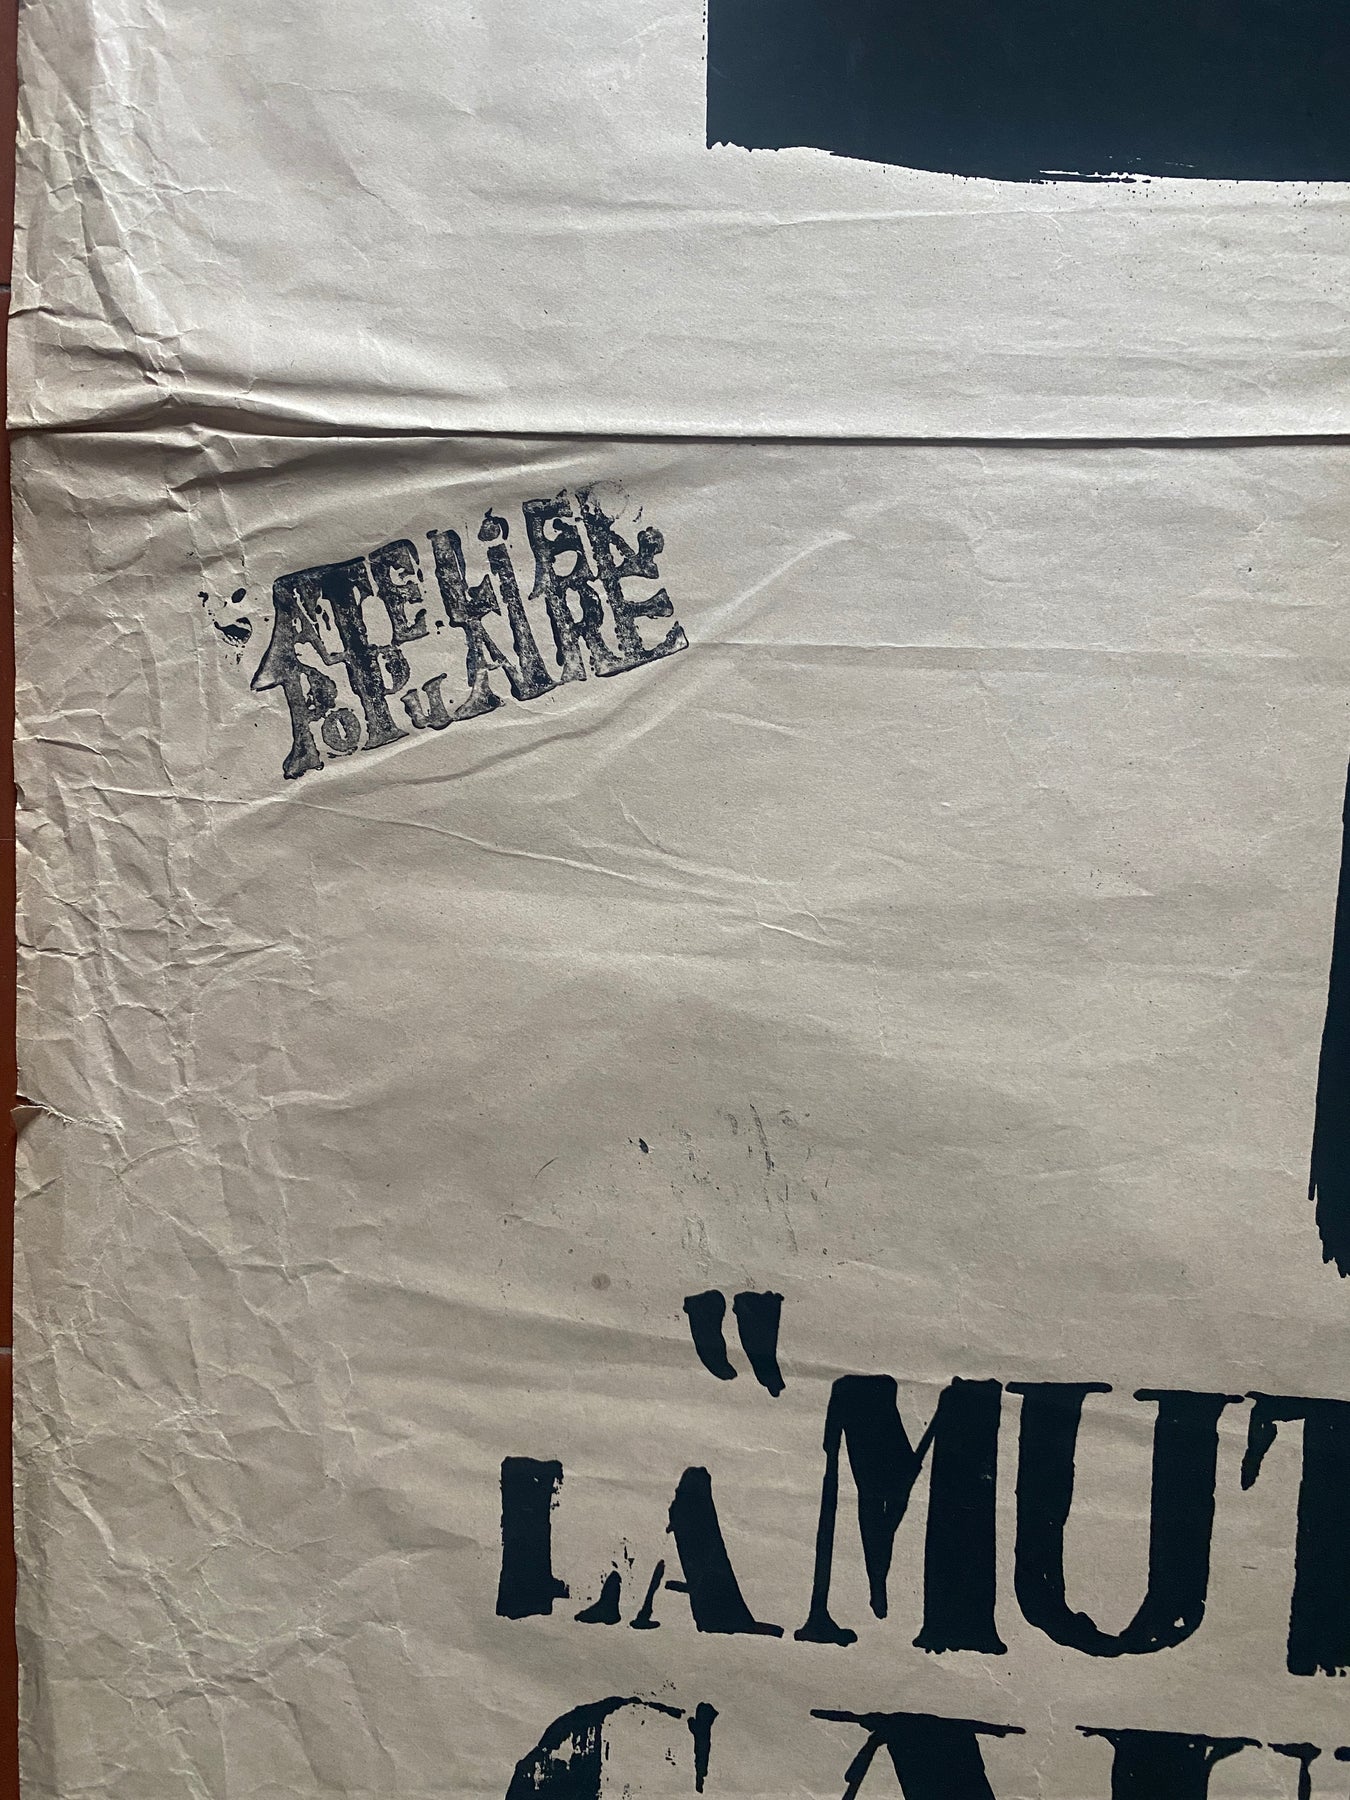 ATELIER
POPULAIRE
"
LA MUT